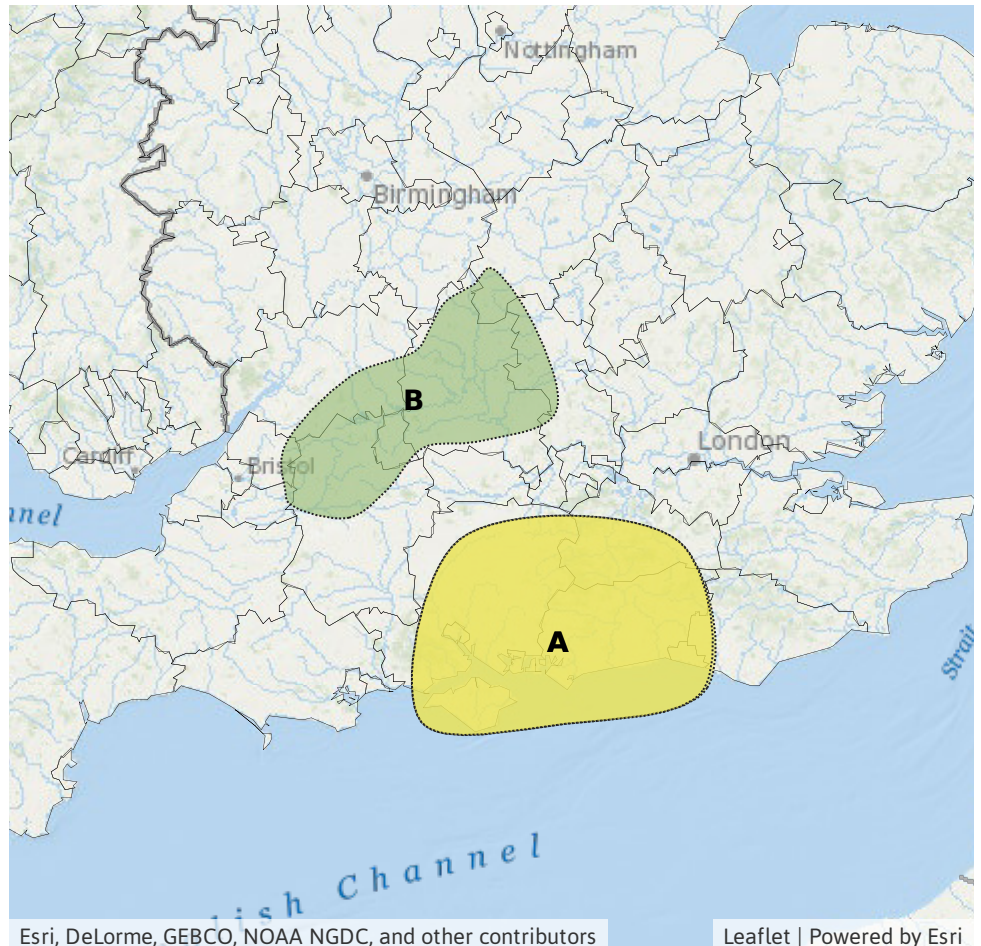 Nottingham
Birmingham
B
London
Cardiff
Bristol
nnel
A
Strait
lish Channel
Esri, DeLorme, GEBCO, NOAA NGDC, and other contributors
Leaflet | Powered by Esri